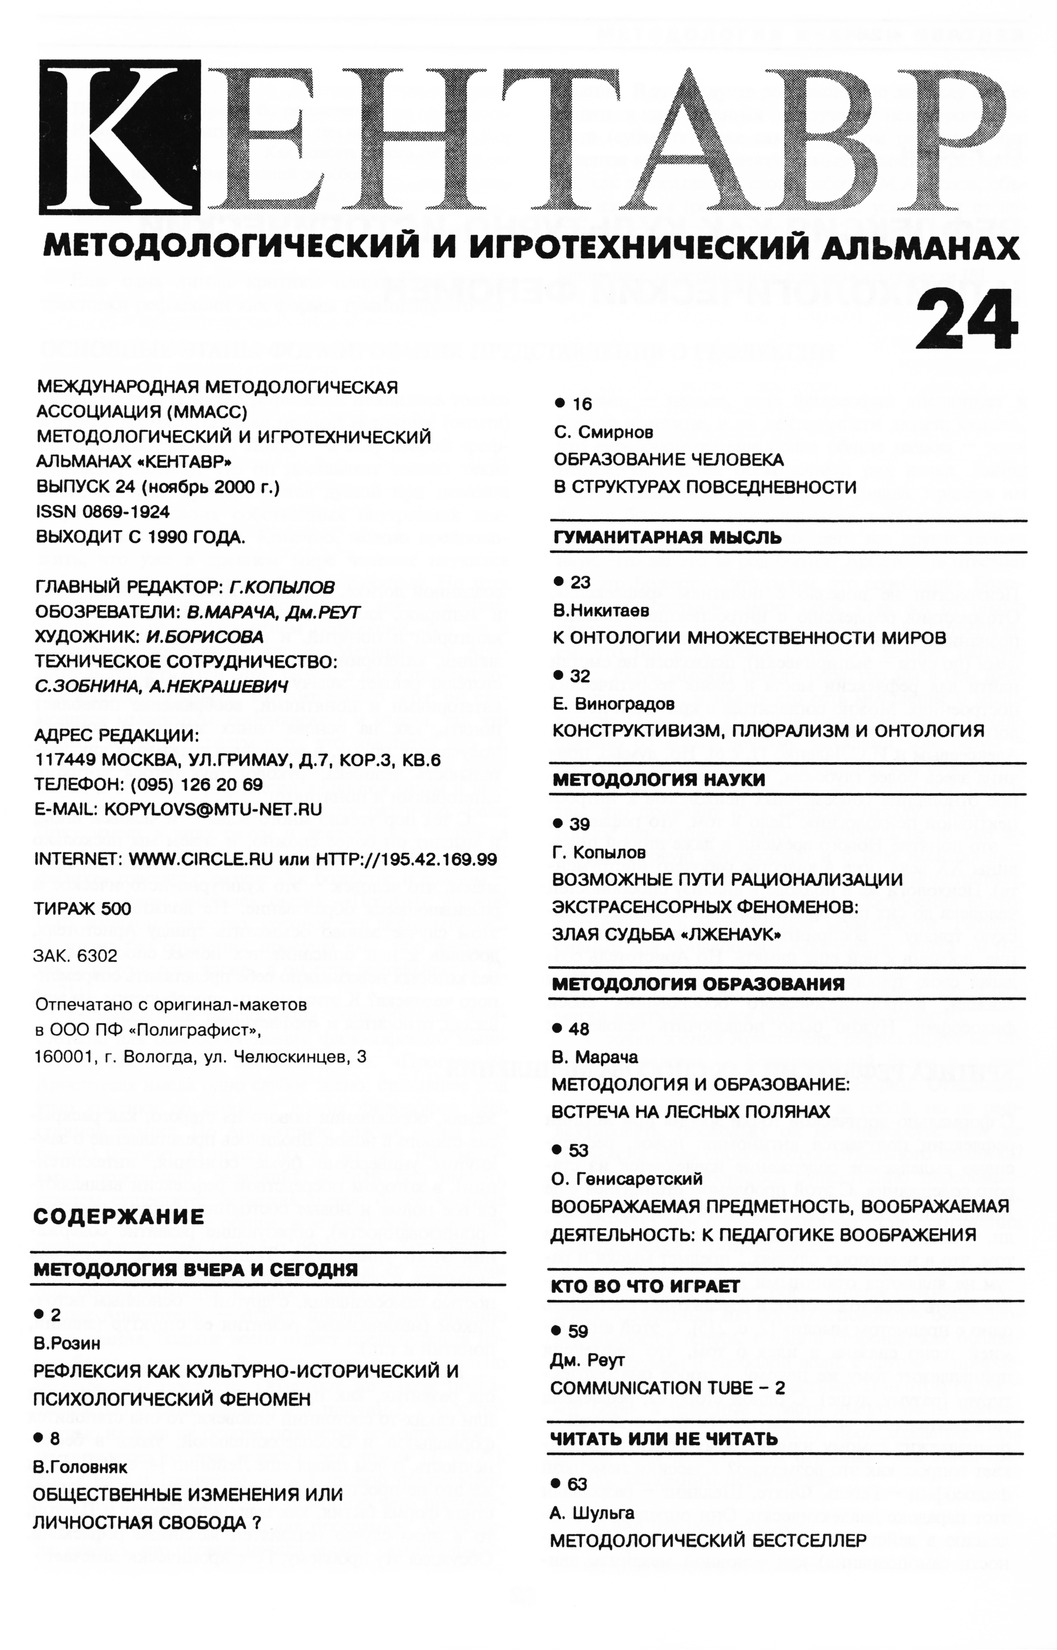 КЕНТАВР
МЕТОДОЛОГИЧЕСКИЙ И ИГРОТЕХНИЧЕСКИЙ АЛЬМАНАХ
24
МЕЖДУНАРОДНАЯ МЕТОДОЛОГИЧЕСКАЯ
АССОЦИАЦИЯ (ММАСС)
МЕТОДОЛОГИЧЕСКИЙ И ИГРОТЕХНИЧЕСКИЙ
АЛЬМАНАХ «КЕНТАВР»
ВЫПУСК 24 (ноябрь 2000 г.)
ISSN 0869-1924
ВЫХОДИТ С 1990 ГОДА.
ГЛАВНЫЙ РЕДАКТОР: Г.КОПЫЛОВ
ОБОЗРЕВАТЕЛИ: В.МАРАЧА, Дм.РЕУТ
ХУДОЖНИК: И.БОРИСОВА
ТЕХНИЧЕСКОЕ СОТРУДНИЧЕСТВО:
С.ЗОБНИНА, А.НЕКРАШЕВИЧ
АДРЕС РЕДАКЦИИ:
117449 МОСКВА, УЛ.ГРИМАУ, Д.7, КОР.3, КВ.6
ТЕЛЕФОН: (095) 126 20 69
E-MAIL: KOPYLOVS@MTU-NET.RU
INTERNET: WWW.CIRCLE.RU или HTTP://195.42.169.99
ТИРАЖ 500
ЗАК. 6302
Отпечатано с оригинал-макетов
в ООО ПФ «Полиграфист»,
160001, г. Вологда, ул. Челюскинцев, 3
СОДЕРЖАНИЕ
МЕТОДОЛОГИЯ ВЧЕРА И СЕГОДНЯ
● 2
В.Розин
РЕФЛЕКСИЯ КАК КУЛЬТУРНО-ИСТОРИЧЕСКИЙ И
ПСИХОЛОГИЧЕСКИЙ ФЕНОМЕН
● 8
В.Головняк
ОБЩЕСТВЕННЫЕ ИЗМЕНЕНИЯ ИЛИ
ЛИЧНОСТНАЯ СВОБОДА ?
● 16
С. Смирнов
ОБРАЗОВАНИЕ ЧЕЛОВЕКА
В СТРУКТУРАХ ПОВСЕДНЕВНОСТИ
ГУМАНИТАРНАЯ МЫСЛЬ
● 23
В.Никитаев
К ОНТОЛОГИИ МНОЖЕСТВЕННОСТИ МИРОВ
● 32
Е. Виноградов
КОНСТРУКТИВИЗМ, ПЛЮРАЛИЗМ И ОНТОЛОГИЯ
МЕТОДОЛОГИЯ НАУКИ
● 39
Г. Копылов
ВОЗМОЖНЫЕ ПУТИ РАЦИОНАЛИЗАЦИИ
ЭКСТРАСЕНСОРНЫХ ФЕНОМЕНОВ:
ЗЛАЯ СУДЬБА «ЛЖЕНАУК»
МЕТОДОЛОГИЯ ОБРАЗОВАНИЯ
● 48
В. Марача
МЕТОДОЛОГИЯ И ОБРАЗОВАНИЕ:
ВСТРЕЧА НА ЛЕСНЫХ ПОЛЯНАХ
● 53
О. Генисаретский
ВООБРАЖАЕМАЯ ПРЕДМЕТНОСТЬ, ВООБРАЖАЕМАЯ
ДЕЯТЕЛЬНОСТЬ: К ПЕДАГОГИКЕ ВООБРАЖЕНИЯ
КТО ВО ЧТО ИГРАЕТ
● 59
Дм. Реут
COMMUNICATION TUBE – 2
ЧИТАТЬ ИЛИ НЕ ЧИТАТЬ
● 63
А. Шульга
МЕТОДОЛОГИЧЕСКИЙ БЕСТСЕЛЛЕР